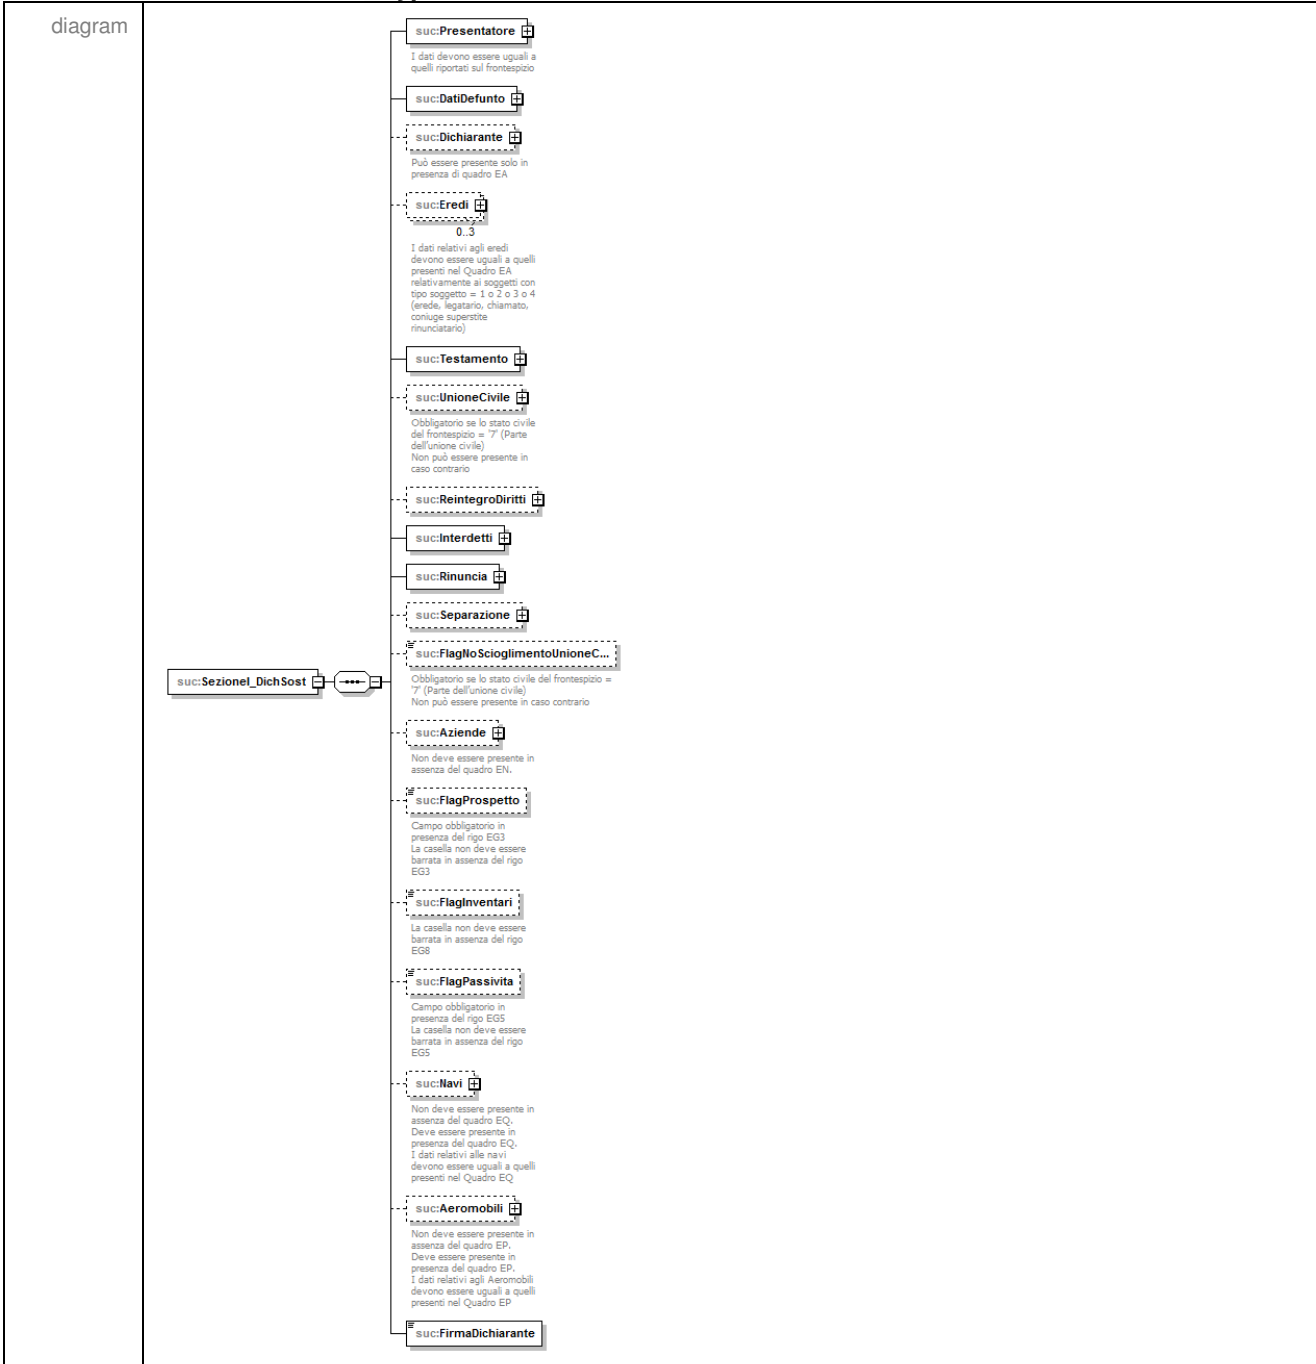 diagram
suc:Presentatore
I dati devono essere uguali a
quelli riportati sul frontespizio
suc:DatiDefunto
suc:Dichiarante
Può essere presente solo in
presenza di quadro EA
suc:Eredi
0..3
I dati relativi agli eredi
devono essere uguali a quelli
presenti nel Quadro EA
relativamente ai soggetti con
tipo soggetto = 1 o 2 o 3 o 4
(erede, legatario, chiamato,
coniuge superstite
rinunciatario)
suc:Testamento
suc:UnioneCivile
Obbligatorio se lo stato civile
del frontespizio = '7' (Parte
dell'unione civile)
Non può essere presente in
caso contrario
suc:ReintegroDiritti
suc:Interdetti
suc:Rinuncia
suc:Separazione
suc:FlagNoScioglimentoUnioneC...
Obbligatorio se lo stato civile del frontespizio =
'7' (Parte dell'unione civile)
Non può essere presente in caso contrario
suc:SezioneI_DichSost
suc:Aziende
Non deve essere presente in
assenza del quadro EN.
suc:FlagProspetto
Campo obbligatorio in
presenza del rigo EG3
La casella non deve essere
barrata in assenza del rigo
EG3
suc:FlagInventari
La casella non deve essere
barrata in assenza del rigo
EG8
suc:FlagPassivita
Campo obbligatorio in
presenza del rigo EG5
La casella non deve essere
barrata in assenza del rigo
EG5
suc:Navi
Non deve essere presente in
assenza del quadro EQ.
Deve essere presente in
presenza del quadro EQ.
I dati relativi alle navi
devono essere uguali a quelli
presenti nel Quadro EQ
suc:Aeromobili
Non deve essere presente in
assenza del quadro EP.
Deve essere presente in
presenza del quadro EP.
I dati relativi agli Aeromobili
devono essere uguali a quelli
presenti nel Quadro EP
suc:FirmaDichiarante